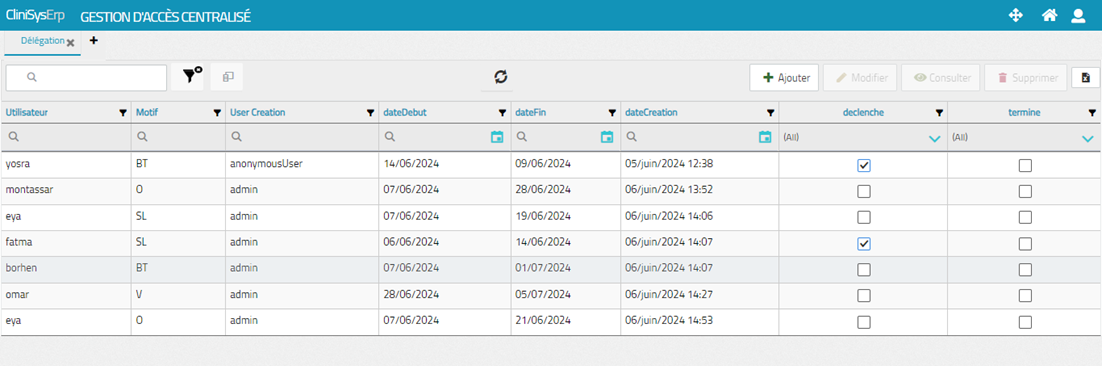 CliniSysErp GESTION D'ACCÈS CENTRALISÉ
Délégation
Ajouter Modifier Consulter Supprimer
Utilisateur Motif User Creation dateDebut dateFin dateCreation declenche termine
(All) (All)
yosra BT anonymousUser 14/06/2024 09/06/2024 05/juin/2024 12:38
montassar O admin 07/06/2024 28/06/2024 06/juin/2024 13:52
eya SL admin 07/06/2024 19/06/2024 06/juin/2024 14:06
fatma SL admin 06/06/2024 14/06/2024 06/juin/2024 14:07
borhen BT admin 07/06/2024 01/07/2024 06/juin/2024 14:07
omar V admin 28/06/2024 05/07/2024 06/juin/2024 14:27
eya O admin 07/06/2024 21/06/2024 06/juin/2024 14:53